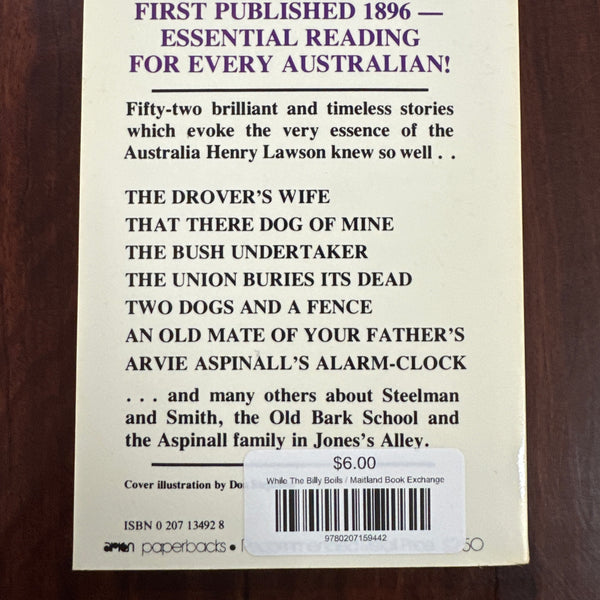 FIRST PUBLISHED 1896 —
ESSENTIAL READING
FOR EVERY AUSTRALIAN!
Fifty-two brilliant and timeless stories
which evoke the very essence of the
Australia Henry Lawson knew so well . .
THE DROVER'S WIFE
THAT THERE DOG OF MINE
THE BUSH UNDERTAKER
THE UNION BURIES ITS DEAD
TWO DOGS AND A FENCE
AN OLD MATE OF YOUR FATHER'S
ARVIE ASPINALL'S ALARM-CLOCK
. . . and many others about Steelman
and Smith, the Old Bark School and
the Aspinall family in Jones's Alley.
$6.00
While The Billy Boils / Maitland Book Exchange
9780207159442
Cover illustration by
ISBN 0 207 13492 8
paperbacks •